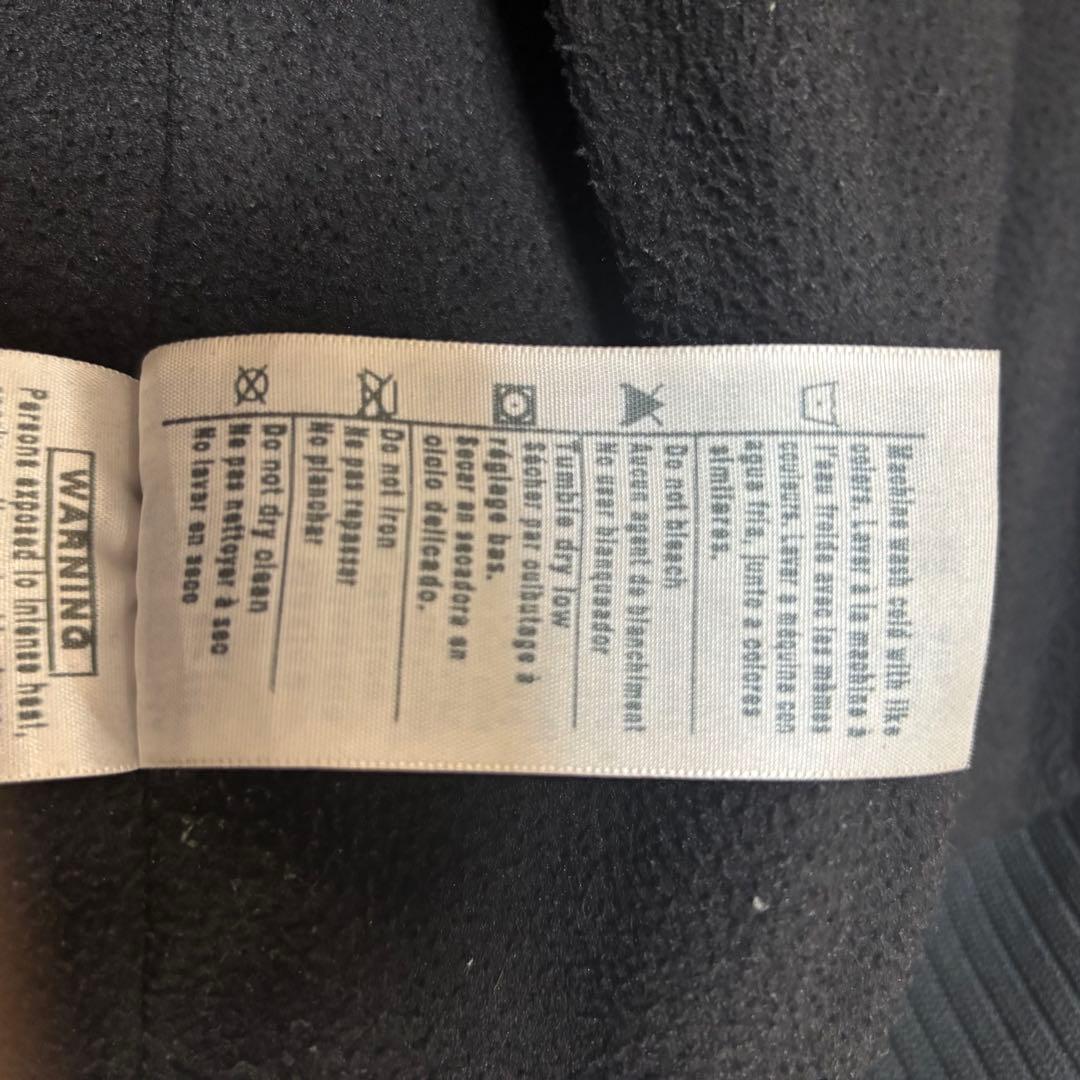 Machine wash cold with like
colors. Laver à la machine à
l'eau froide avec les mêmes
couleurs. Lavar a máquina con
agua fría, junto a colores
similares.
Do not bleach
Aucun agent de blanchiment
No usar blanqueador
Tumble dry low
Sécher par culbutage à
réglage bas.
Secar en secadora en
ciclo delicado.
Do not iron
Ne pas repasser
No planchar
Do not dry clean
Ne pas nettoyer à sec
No lavar en seco
WARNING
Persons exposed to intense heat,